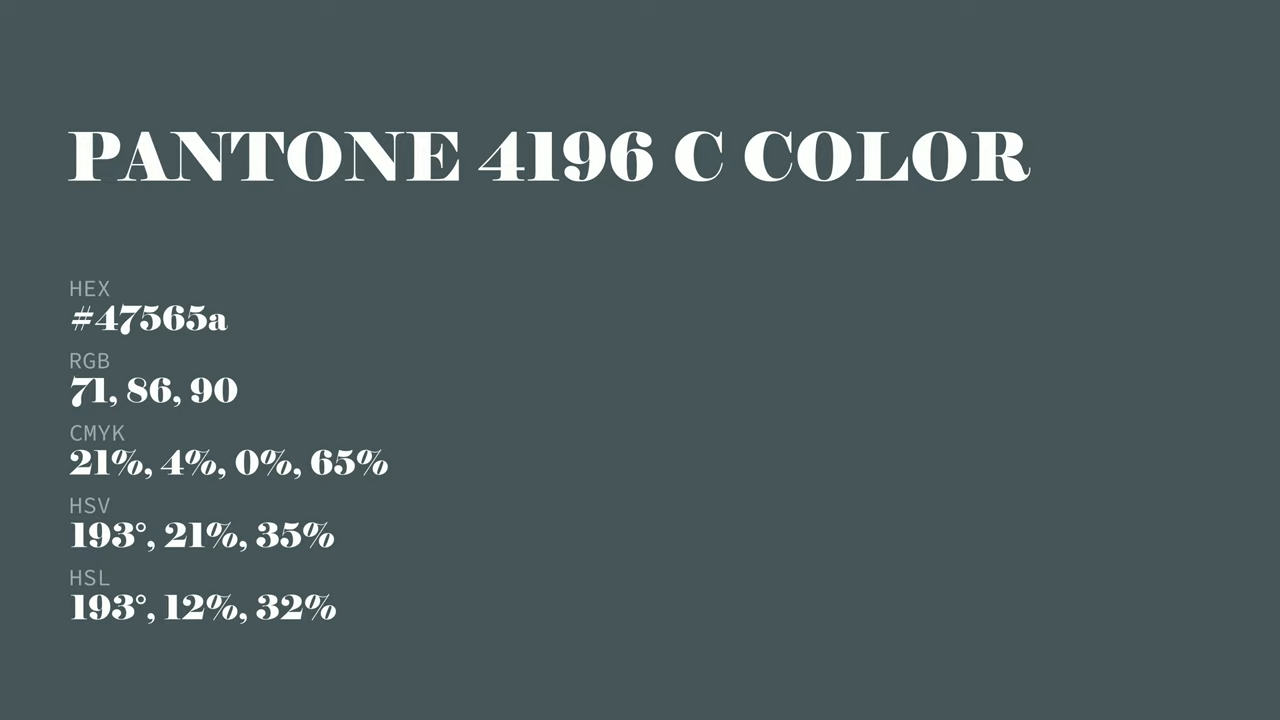 PANTONE 4196 C COLOR
HEX
#47565a
RGB
71, 86, 90
CMYK
21%, 4%, 0%, 65%
HSV
193°, 21%, 35%
HSL
193°, 12%, 32%